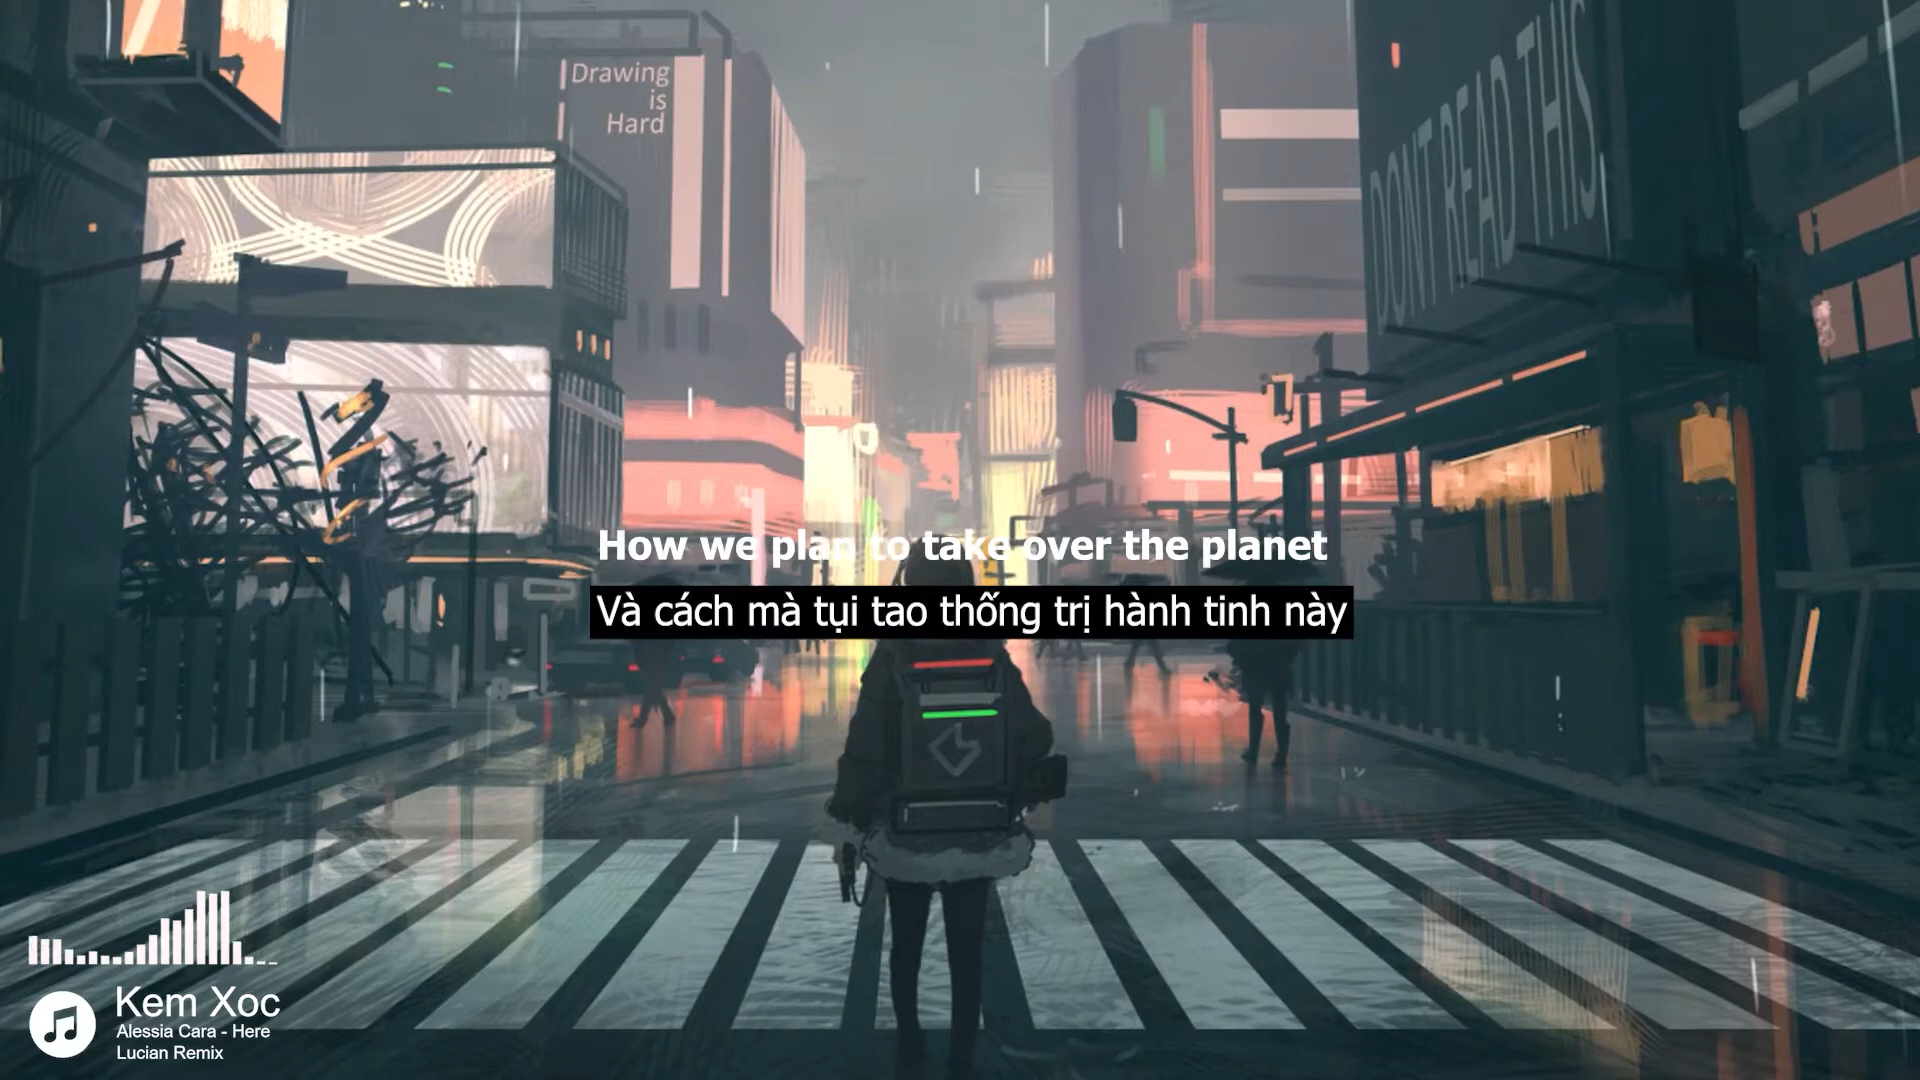 Drawing
is
Hard
DONT READ THIS
How we plan to take over the planet
Và cách mà tụi tao thống trị hành tinh này
Kem Xoc
Alessia Cara - Here
Lucian Remix